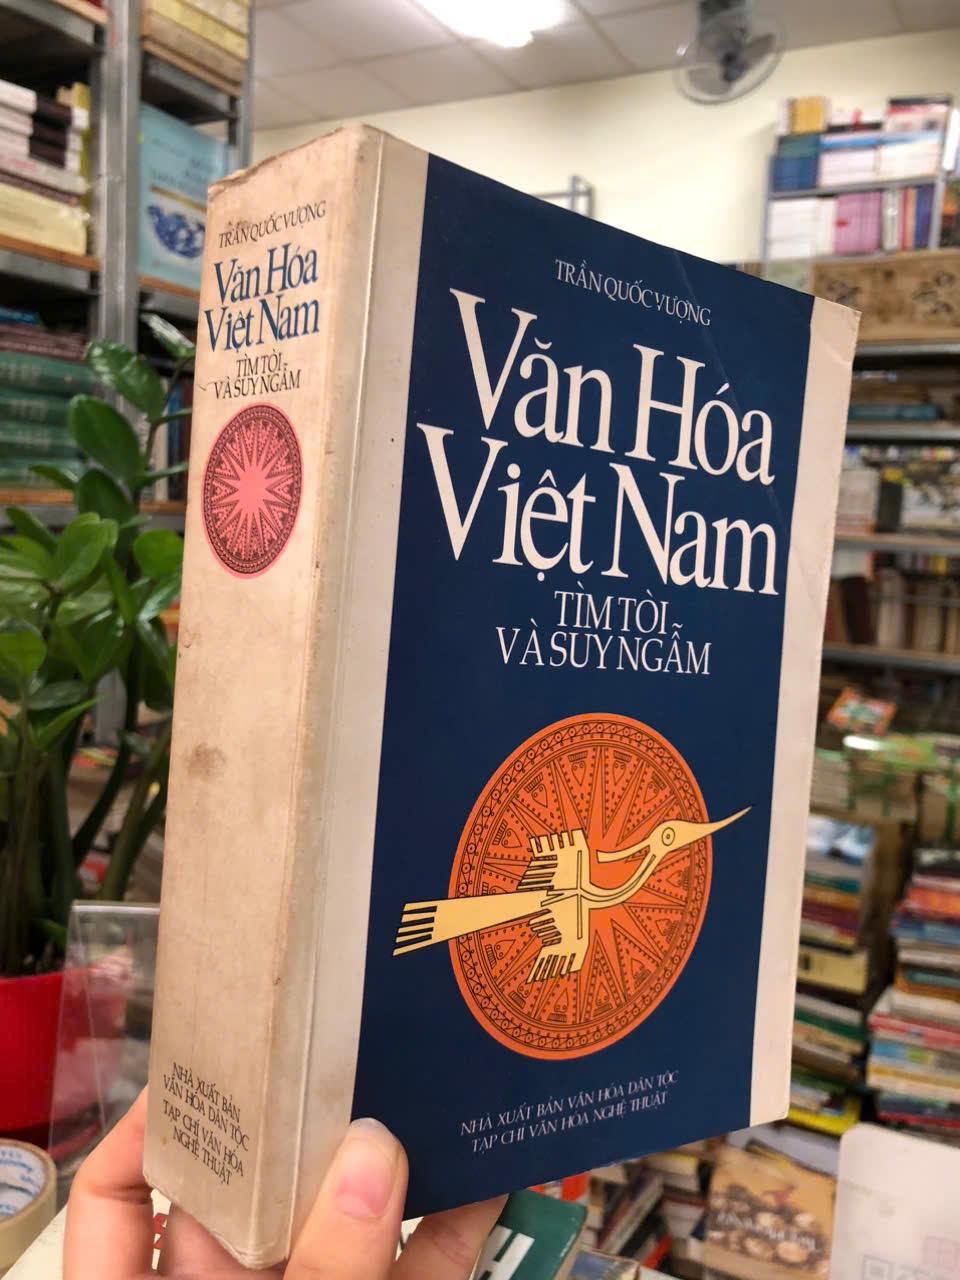 TRẦN QUỐC VƯỢNG
Văn Hóa
Việt Nam
TÌM TÒI
VÀ SUY NGẪM
NHÀ XUẤT BẢN
VĂN HÓA DÂN TỘC
TẠP CHÍ VĂN HÓA
NGHỆ THUẬT
TRẦN QUỐC VƯỢNG
Văn Hóa
Việt Nam
TÌM TÒI
VÀ SUY NGẪM
NHÀ XUẤT BẢN VĂN HÓA DÂN TỘC
TẠP CHÍ VĂN HÓA NGHỆ THUẬT